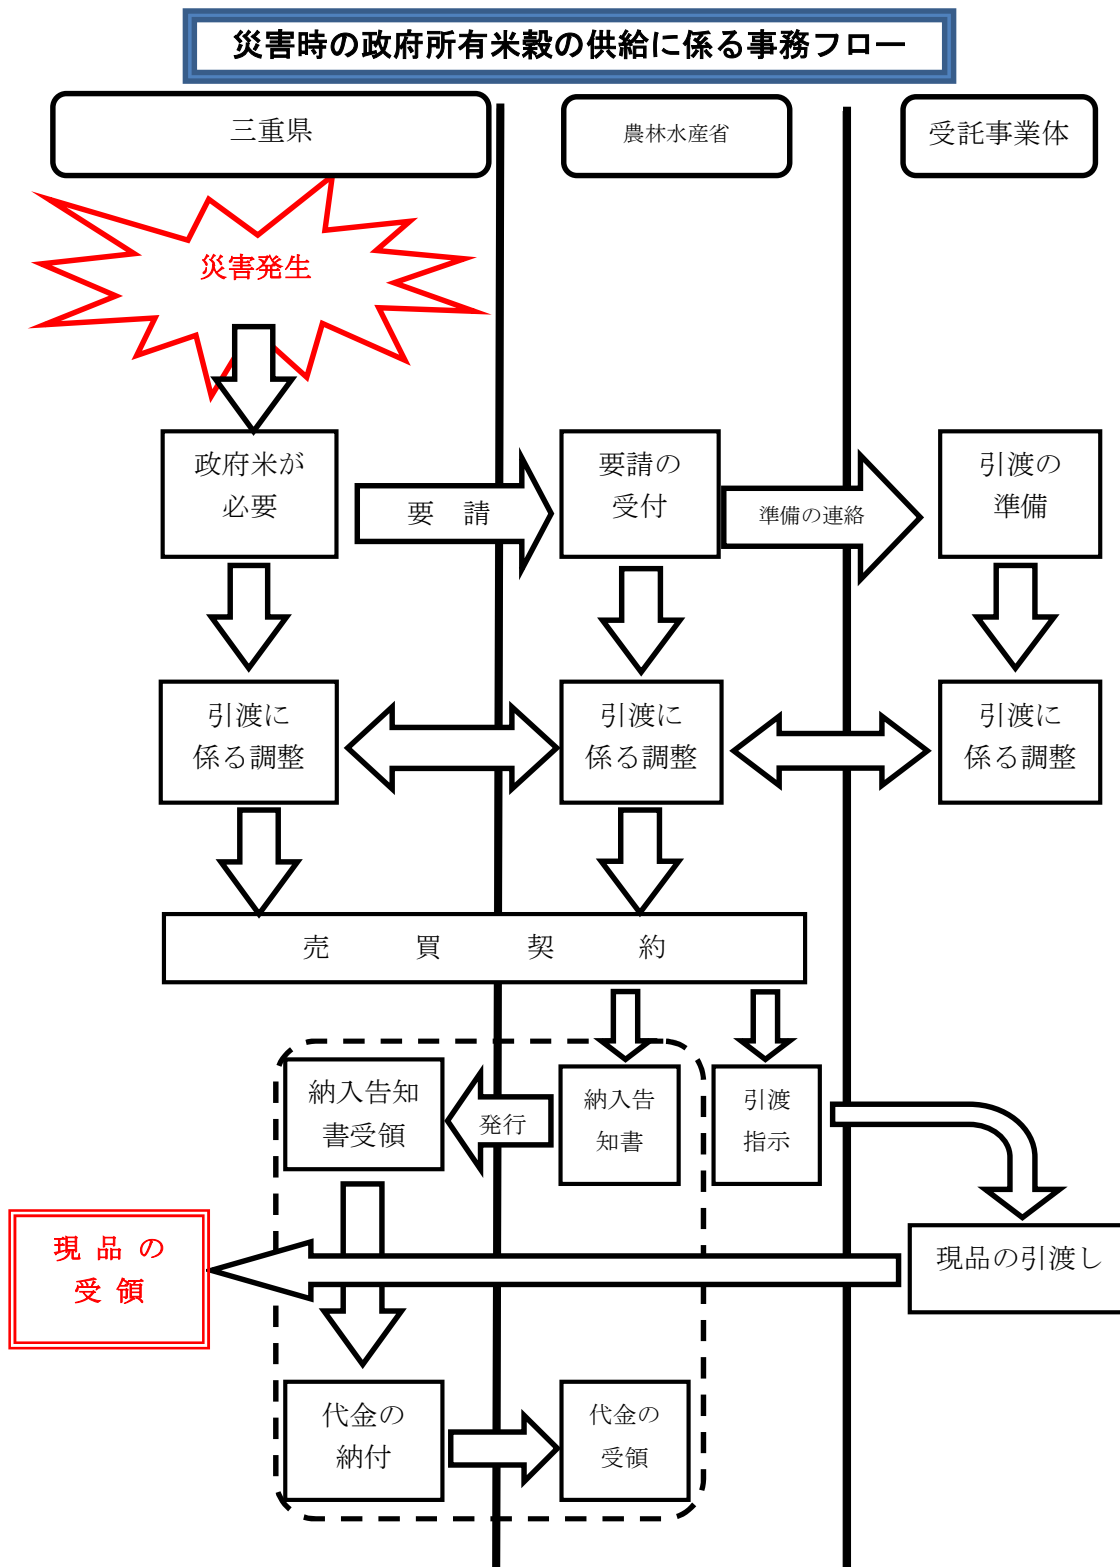 災害時の政府所有米穀の供給に係る事務フロー
三重県
農林水産省
受託事業体
災害発生
政府米が
必要
要 請
要請の
受付
準備の連絡
引渡の
準備
引渡に
係る調整
引渡に
係る調整
引渡に
係る調整
売 買 契 約
納入告知
書受領
発行
納入告
知書
引渡
指示
現 品 の
受 領
現品の引渡し
代金の
納付
代金の
受領